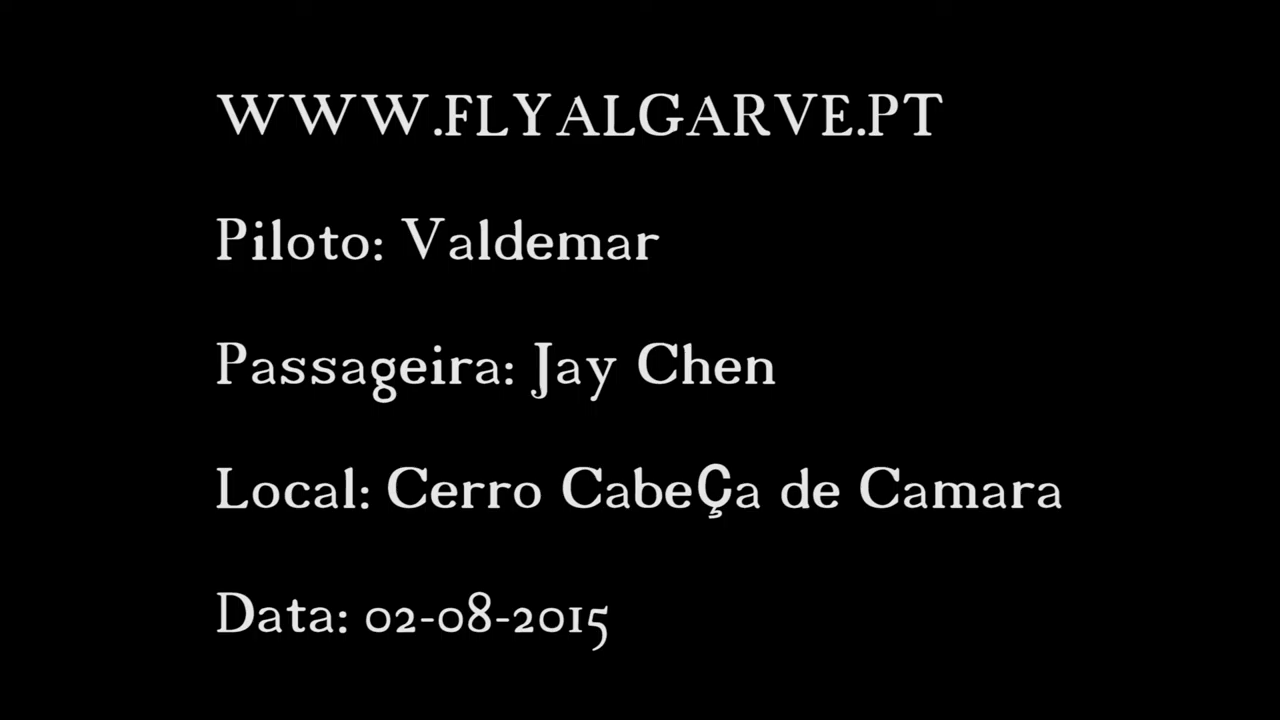 WWW.FLYALGARVE.PT
Piloto: Valdemar
Passageira: Jay Chen
Local: Cerro CabeÇa de Camara
Data: 02-08-2015